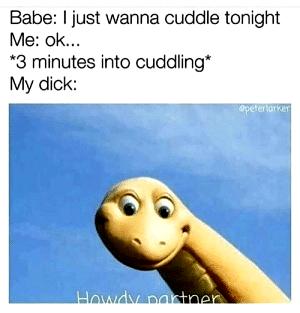 Babe: I just wanna cuddle tonight
Me: ok...
*3 minutes into cuddling*
My dick:
@peterlarker
Howdy partner